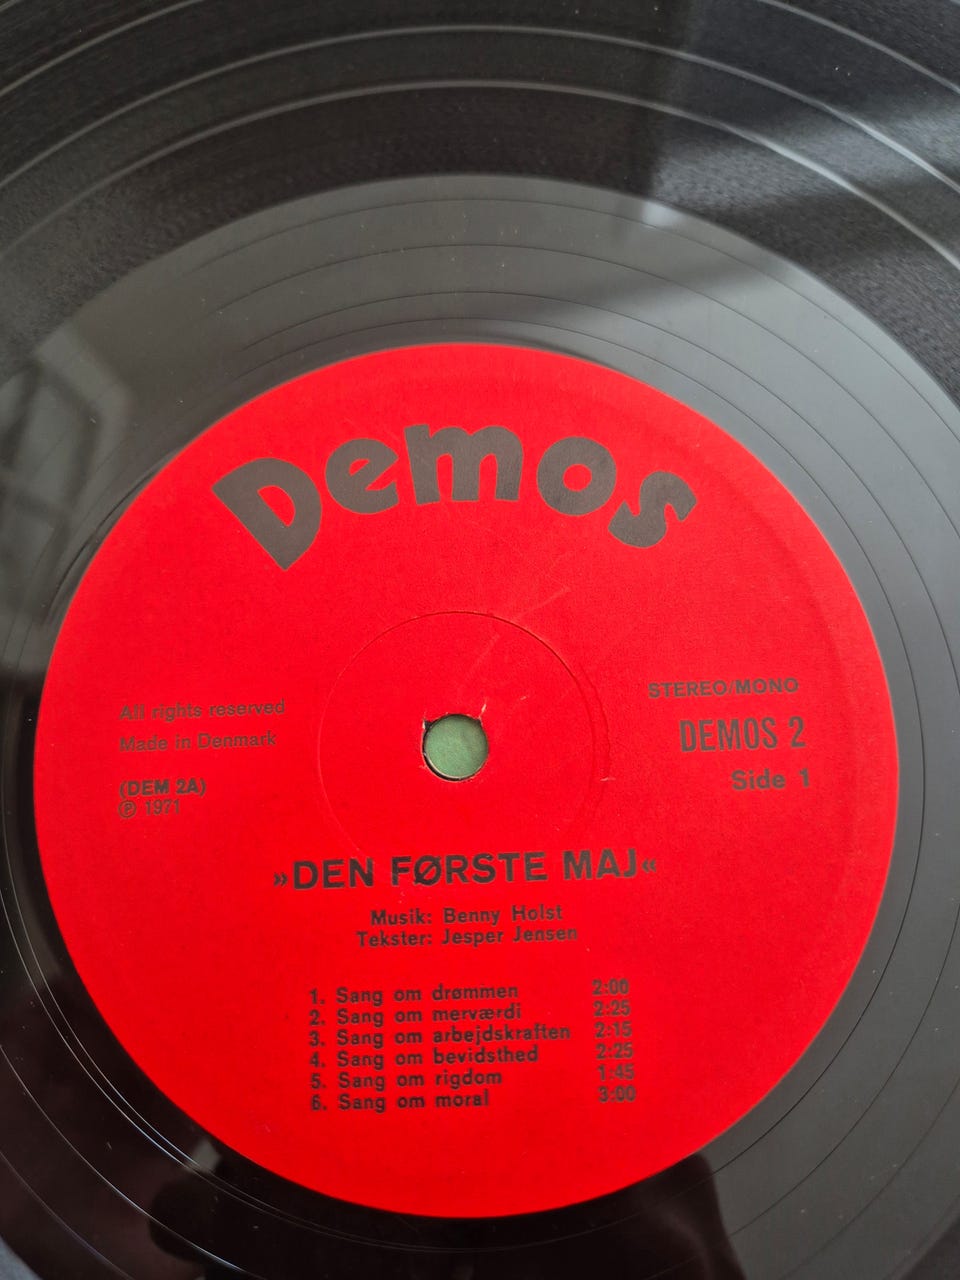 Demos
All rights reserved
Made in Denmark
(DEM 2A)
Ⓟ 1971
STEREO/MONO
DEMOS 2
Side 1
»DEN FØRSTE MAJ«
Musik: Benny Holst
Tekster: Jesper Jensen
1. Sang om drømmen 2:00
2. Sang om merværdi 2:25
3. Sang om arbejdskraften 2:15
4. Sang om bevidsthed 2:25
5. Sang om rigdom 1:45
6. Sang om moral 3:00